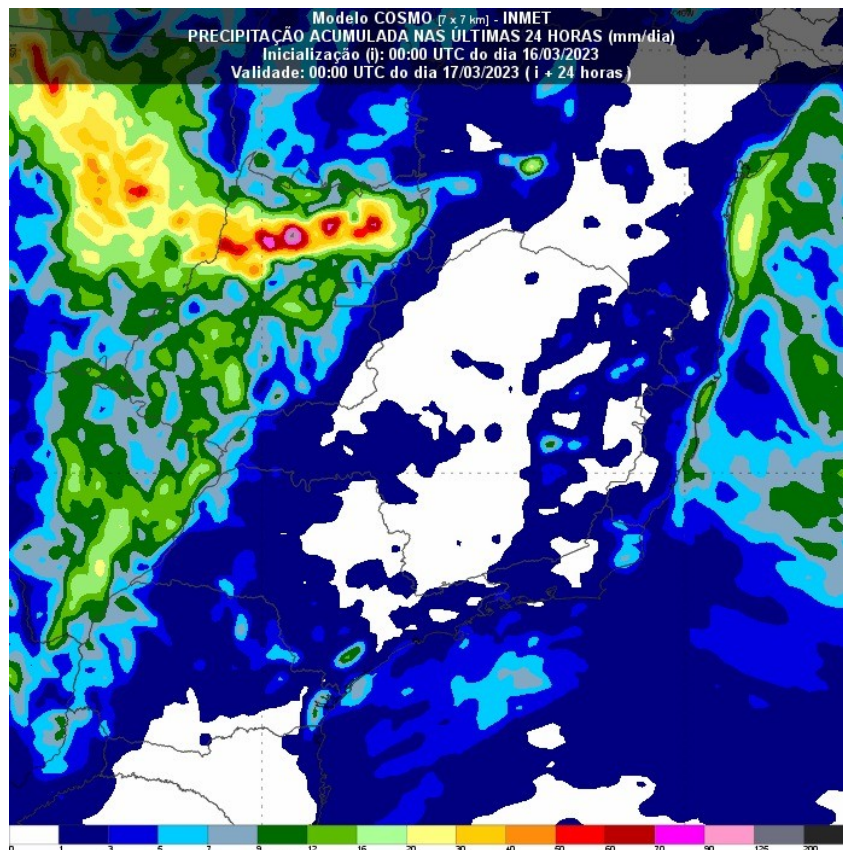 Modelo COSMO [7 x 7 km] - INMET
PRECIPITAÇÃO ACUMULADA NAS ÚLTIMAS 24 HORAS (mm/dia)
Inicialização (i): 00:00 UTC do dia 16/03/2023
Validade: 00:00 UTC do dia 17/03/2023 ( i + 24 horas )
0 1 3 5 7 9 12 16 20 30 40 50 60 70 90 125 200